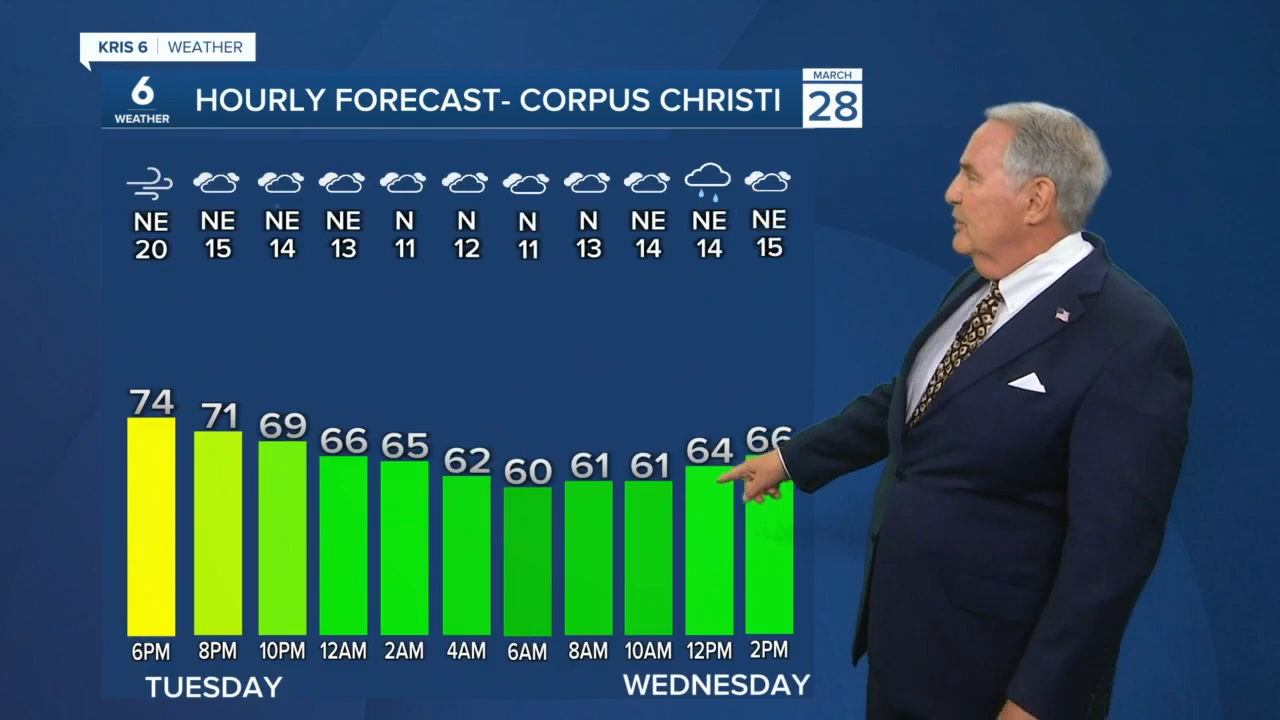 KRIS 6 | WEATHER
6
WEATHER
HOURLY FORECAST- CORPUS CHRISTI
MARCH
28
NE NE NE NE N N N N NE NE NE
20 15 14 13 11 12 11 13 14 14 15
74 71 69 66 65 62 60 61 61 64 66
6PM 8PM 10PM 12AM 2AM 4AM 6AM 8AM 10AM 12PM 2PM
TUESDAY WEDNESDAY